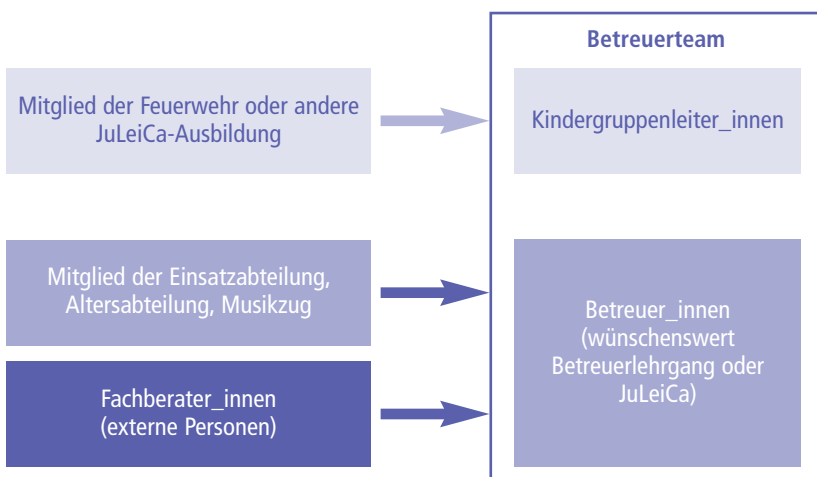 Betreuerteam
Mitglied der Feuerwehr oder andere
JuLeiCa-Ausbildung
Kindergruppenleiter_innen
Mitglied der Einsatzabteilung,
Altersabteilung, Musikzug
Betreuer_innen
(wünschenswert
Betreuerlehrgang oder
JuLeiCa)
Fachberater_innen
(externe Personen)